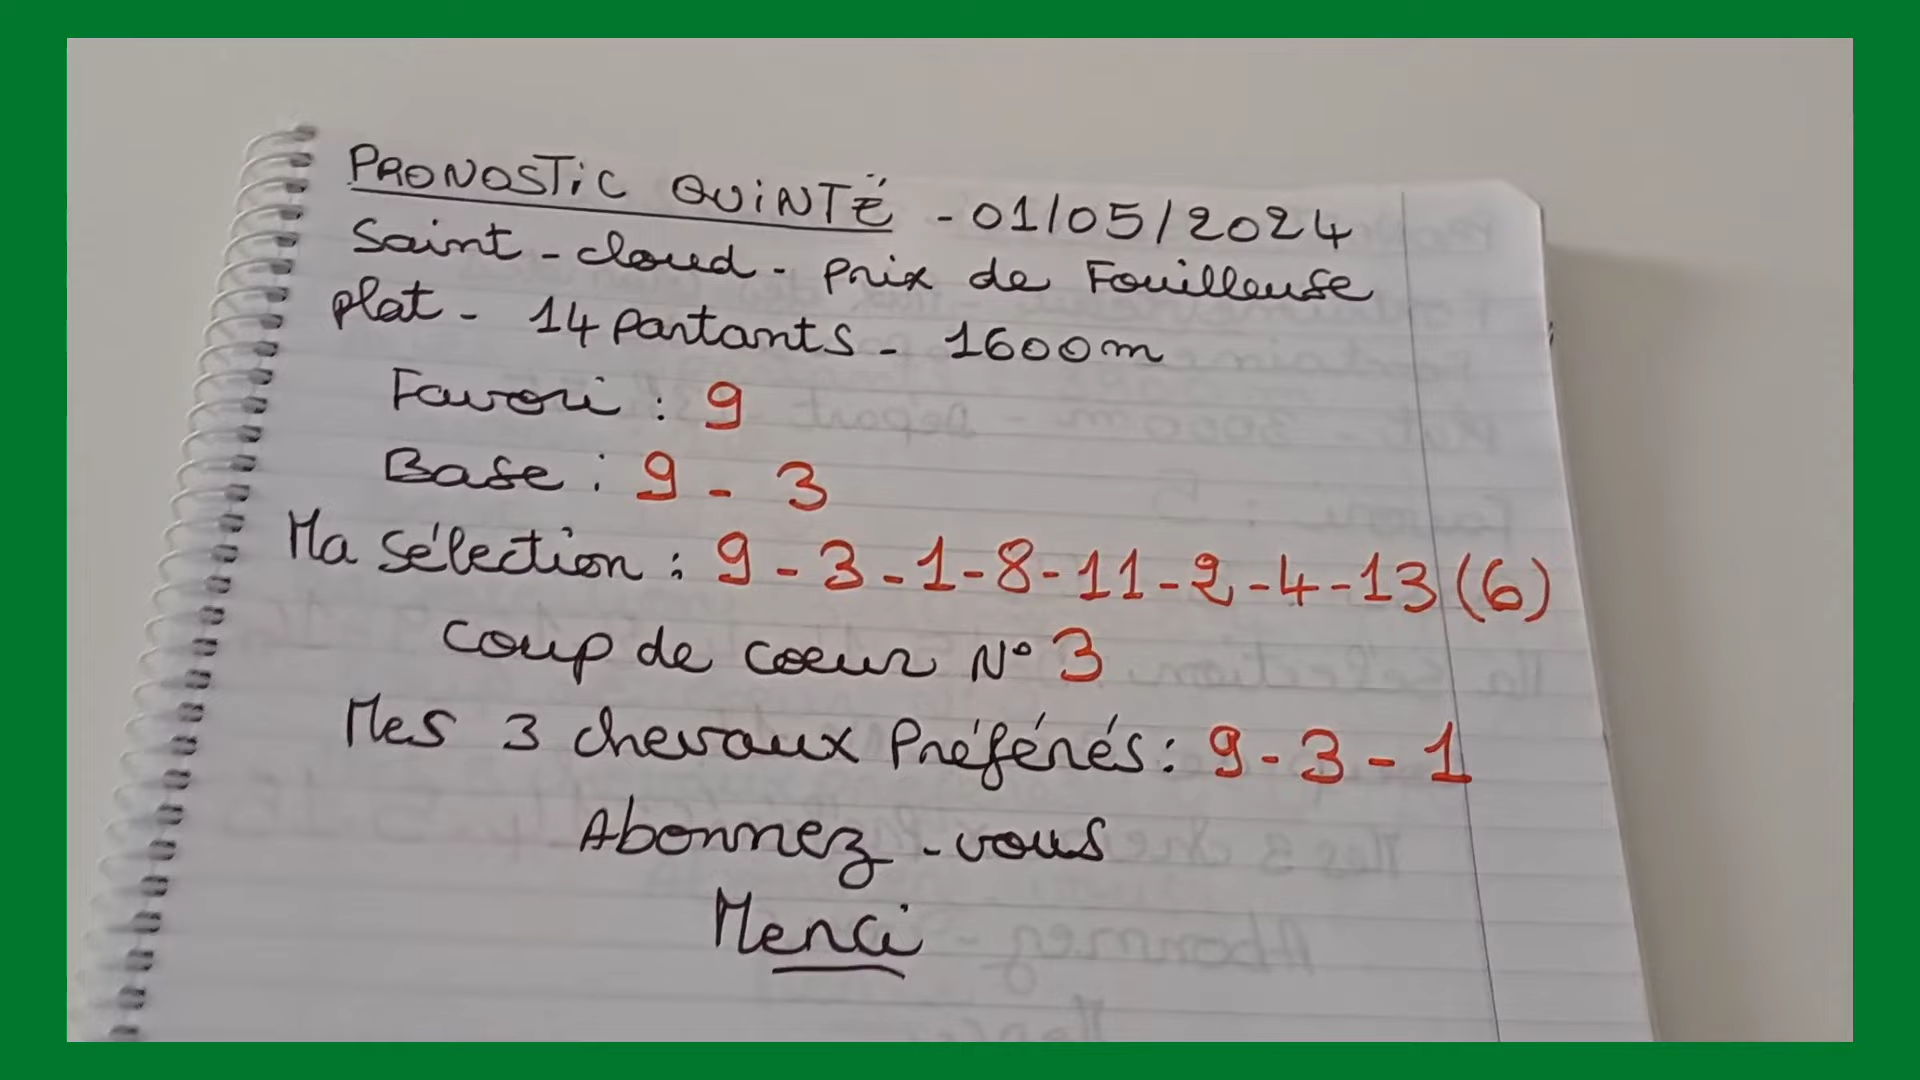 PRONOSTIC QUINTÉ - 01/05/2024
Saint-cloud - prix de Fouilleuse
plat - 14 partants - 1600m
Favori : 9
Base : 9 - 3
Ma sélection : 9 - 3 - 1 - 8 - 11 - 2 - 4 - 13 (6)
coup de coeur N° 3
Mes 3 chevaux Préférés : 9 - 3 - 1
Abonnez-vous
Merci